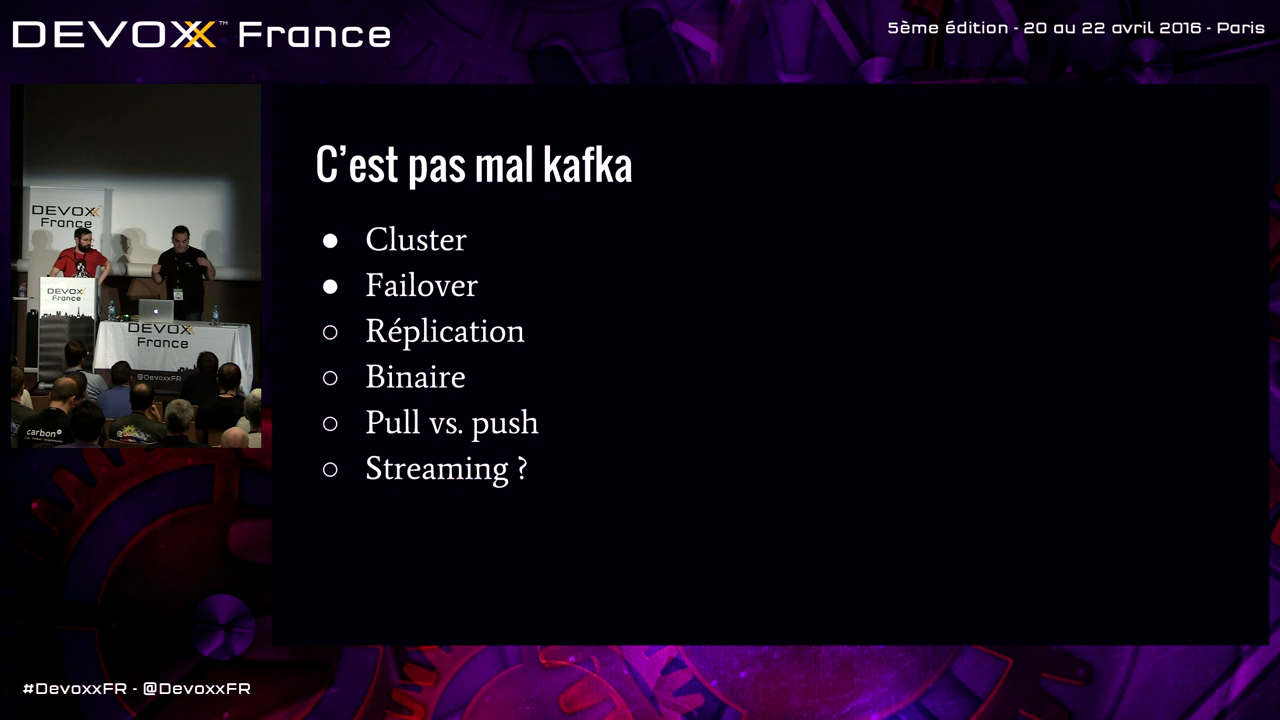 DEVOXX™ France
5ème édition - 20 au 22 avril 2016 - Paris
C'est pas mal kafka
● Cluster
● Failover
○ Réplication
○ Binaire
○ Pull vs. push
○ Streaming ?
DEVOXX
France
DEVOXX
France
DEVOXX
France
@DevoxxFR
carbon
#DevoxxFR - @DevoxxFR